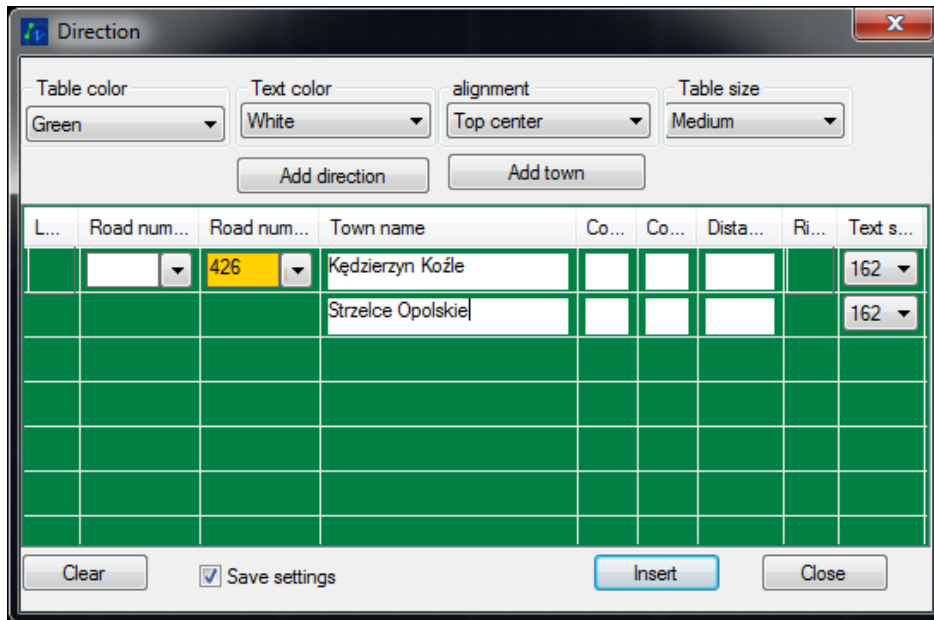 Direction
Table color Text color alignment Table size
Green White Top center Medium
Add direction Add town
L... Road num... Road num... Town name Co... Co... Dista... Ri... Text s...
426 Kędzierzyn Koźle 162
Strzelce Opolskie 162
Clear Save settings Insert Close